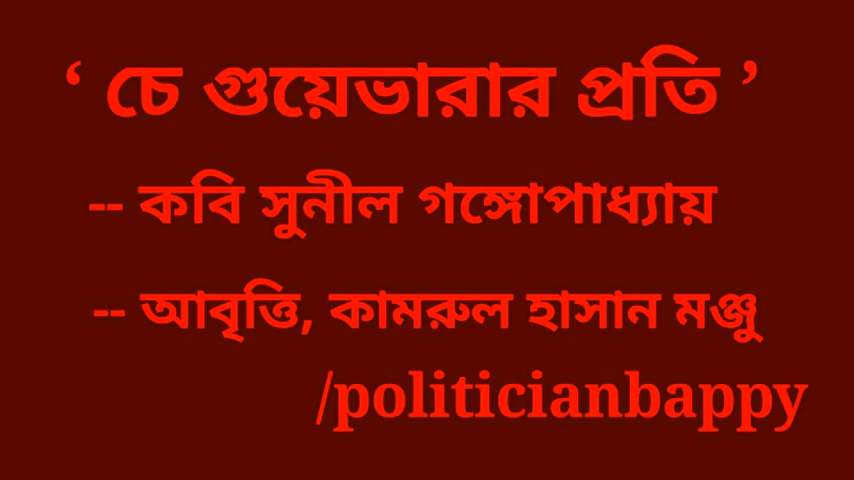 ‘ চে গুয়েভারার প্রতি ’
-- কবি সুনীল গঙ্গোপাধ্যায়
-- আবৃত্তি, কামরুল হাসান মঞ্জু
/politicianbappy